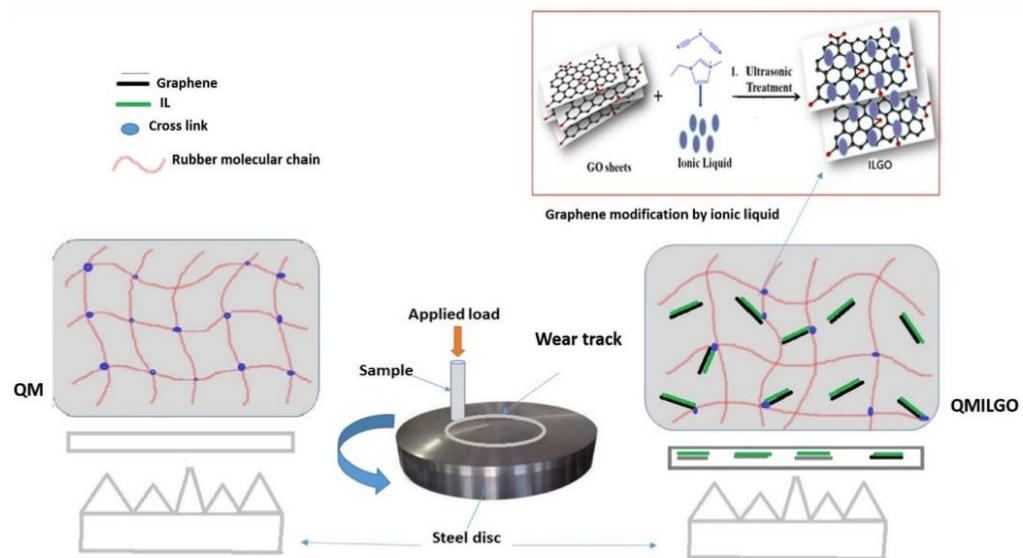 Graphene
IL
Cross link
Rubber molecular chain
GO sheets
+
Ionic Liquid
1. Ultrasonic
Treatment
ILGO
Graphene modification by ionic liquid
QM
Applied load
Sample
Wear track
QMILGO
Steel disc